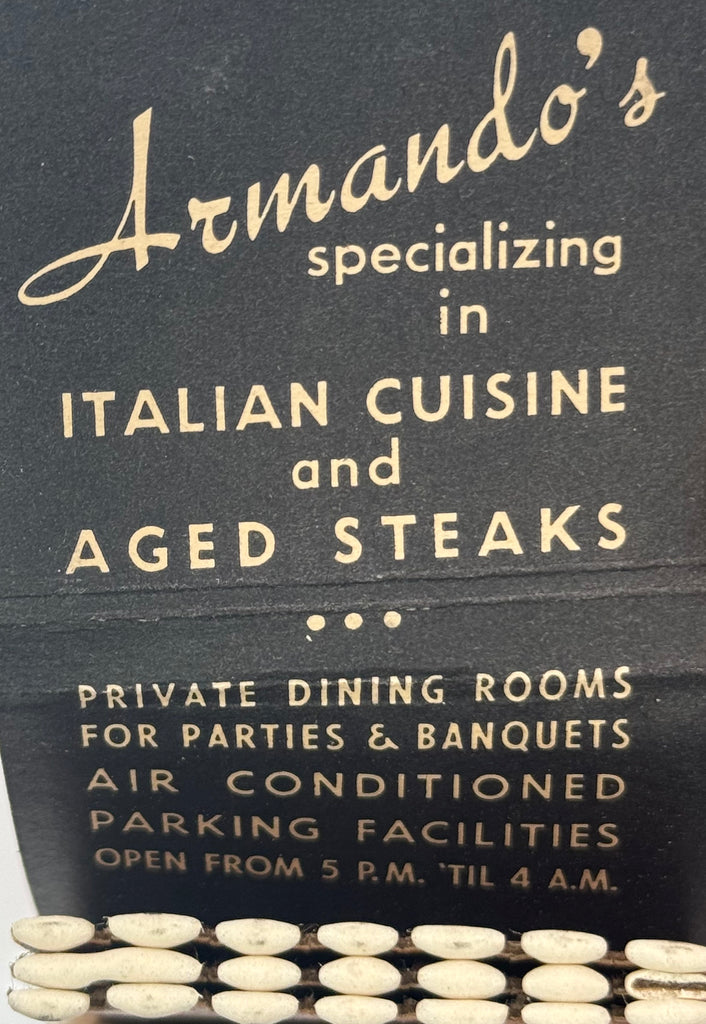 Armando's
specializing
in
ITALIAN CUISINE
and
AGED STEAKS
•••
PRIVATE DINING ROOMS
FOR PARTIES & BANQUETS
AIR CONDITIONED
PARKING FACILITIES
OPEN FROM 5 P.M. 'TIL 4 A.M.